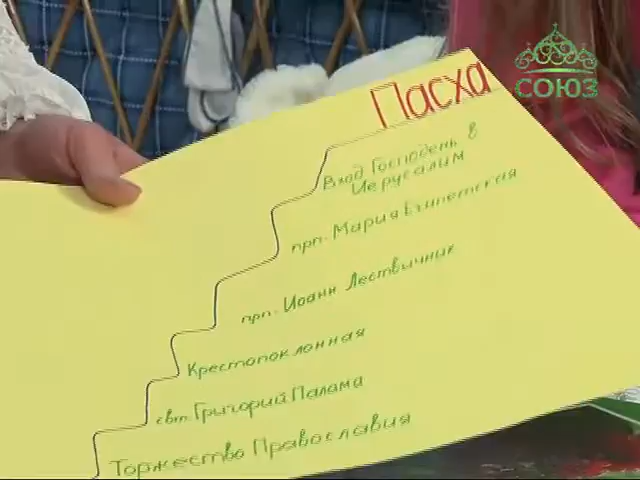 СОЮЗ
Пасха
Вход Господень в
Иерусалим
прп. Мария Египетская
прп. Иоанн Лествичник
Крестопоклонная
свт. Григорий Палама
Торжество Православия